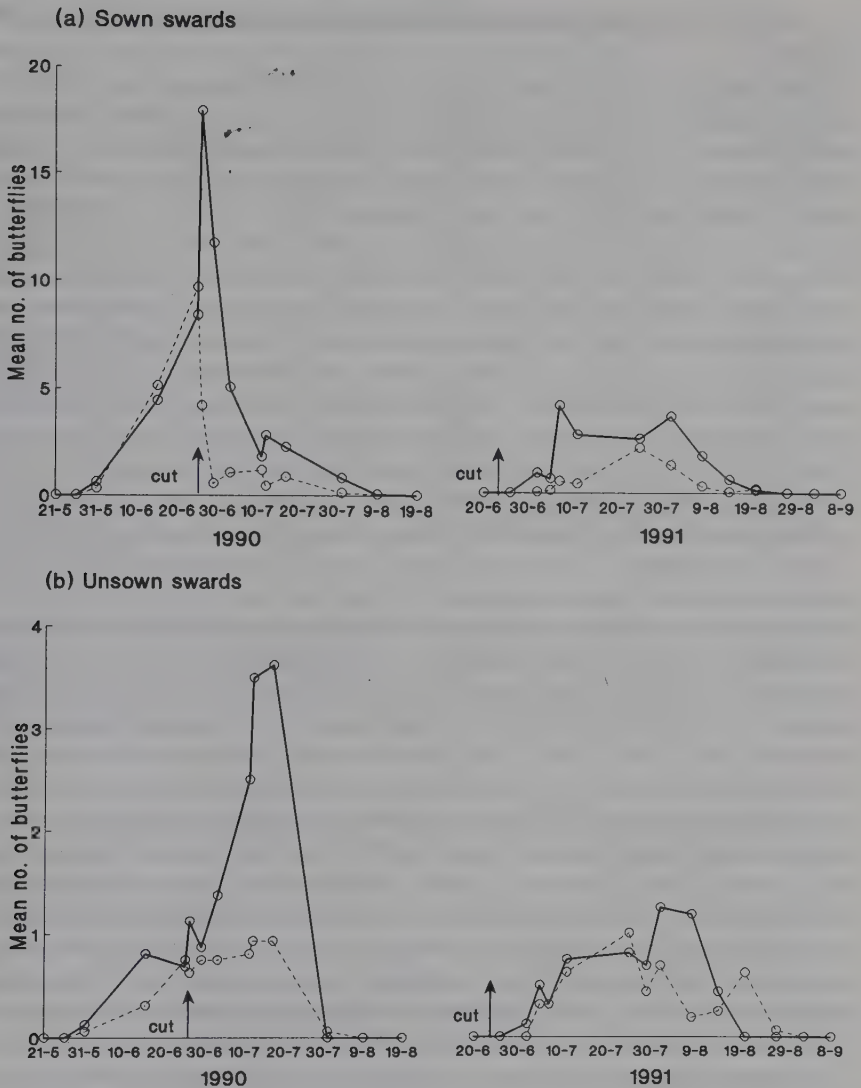 (a) Sown swards
20
15
10
5
0
Mean no. of butterflies
cut
21-5 31-5 10-6 20-6 30-6 10-7 20-7 30-7 9-8 19-8
1990
cut
20-6 30-6 10-7 20-7 30-7 9-8 19-8 29-8 8-9
1991
(b) Unsown swards
4
3
2
1
0
Mean no. of butterflies
cut
21-5 31-5 10-6 20-6 30-6 10-7 20-7 30-7 9-8 19-8
1990
cut
20-6 30-6 10-7 20-7 30-7 9-8 19-8 29-8 8-9
1991